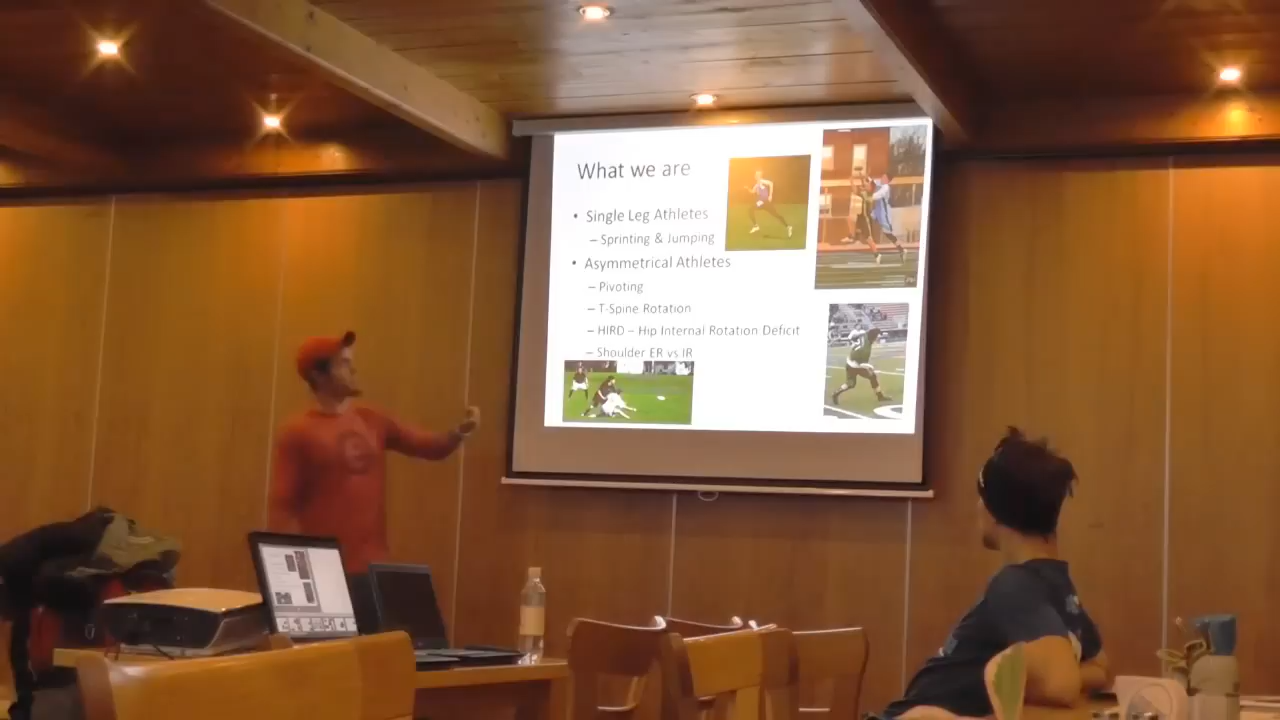 What we are
• Single Leg Athletes
– Sprinting & Jumping
• Asymmetrical Athletes
– Pivoting
– T-Spine Rotation
– HIRD – Hip Internal Rotation Deficit
– Shoulder ER vs IR